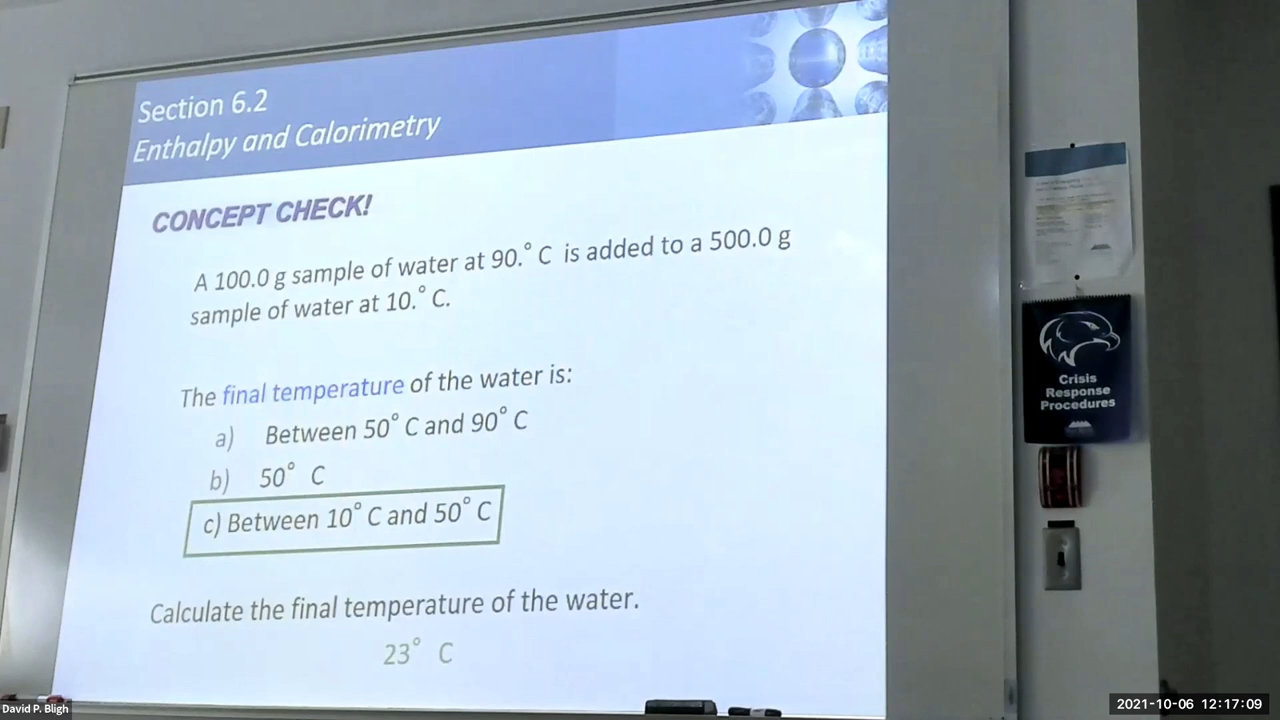 Section 6.2
Enthalpy and Calorimetry
CONCEPT CHECK!
A 100.0 g sample of water at 90.° C is added to a 500.0 g
sample of water at 10.° C.
The final temperature of the water is:
a) Between 50° C and 90° C
b) 50° C
c) Between 10° C and 50° C
Calculate the final temperature of the water.
23° C
Crisis
Response
Procedures
David P. Bligh
2021-10-06 12:17:09